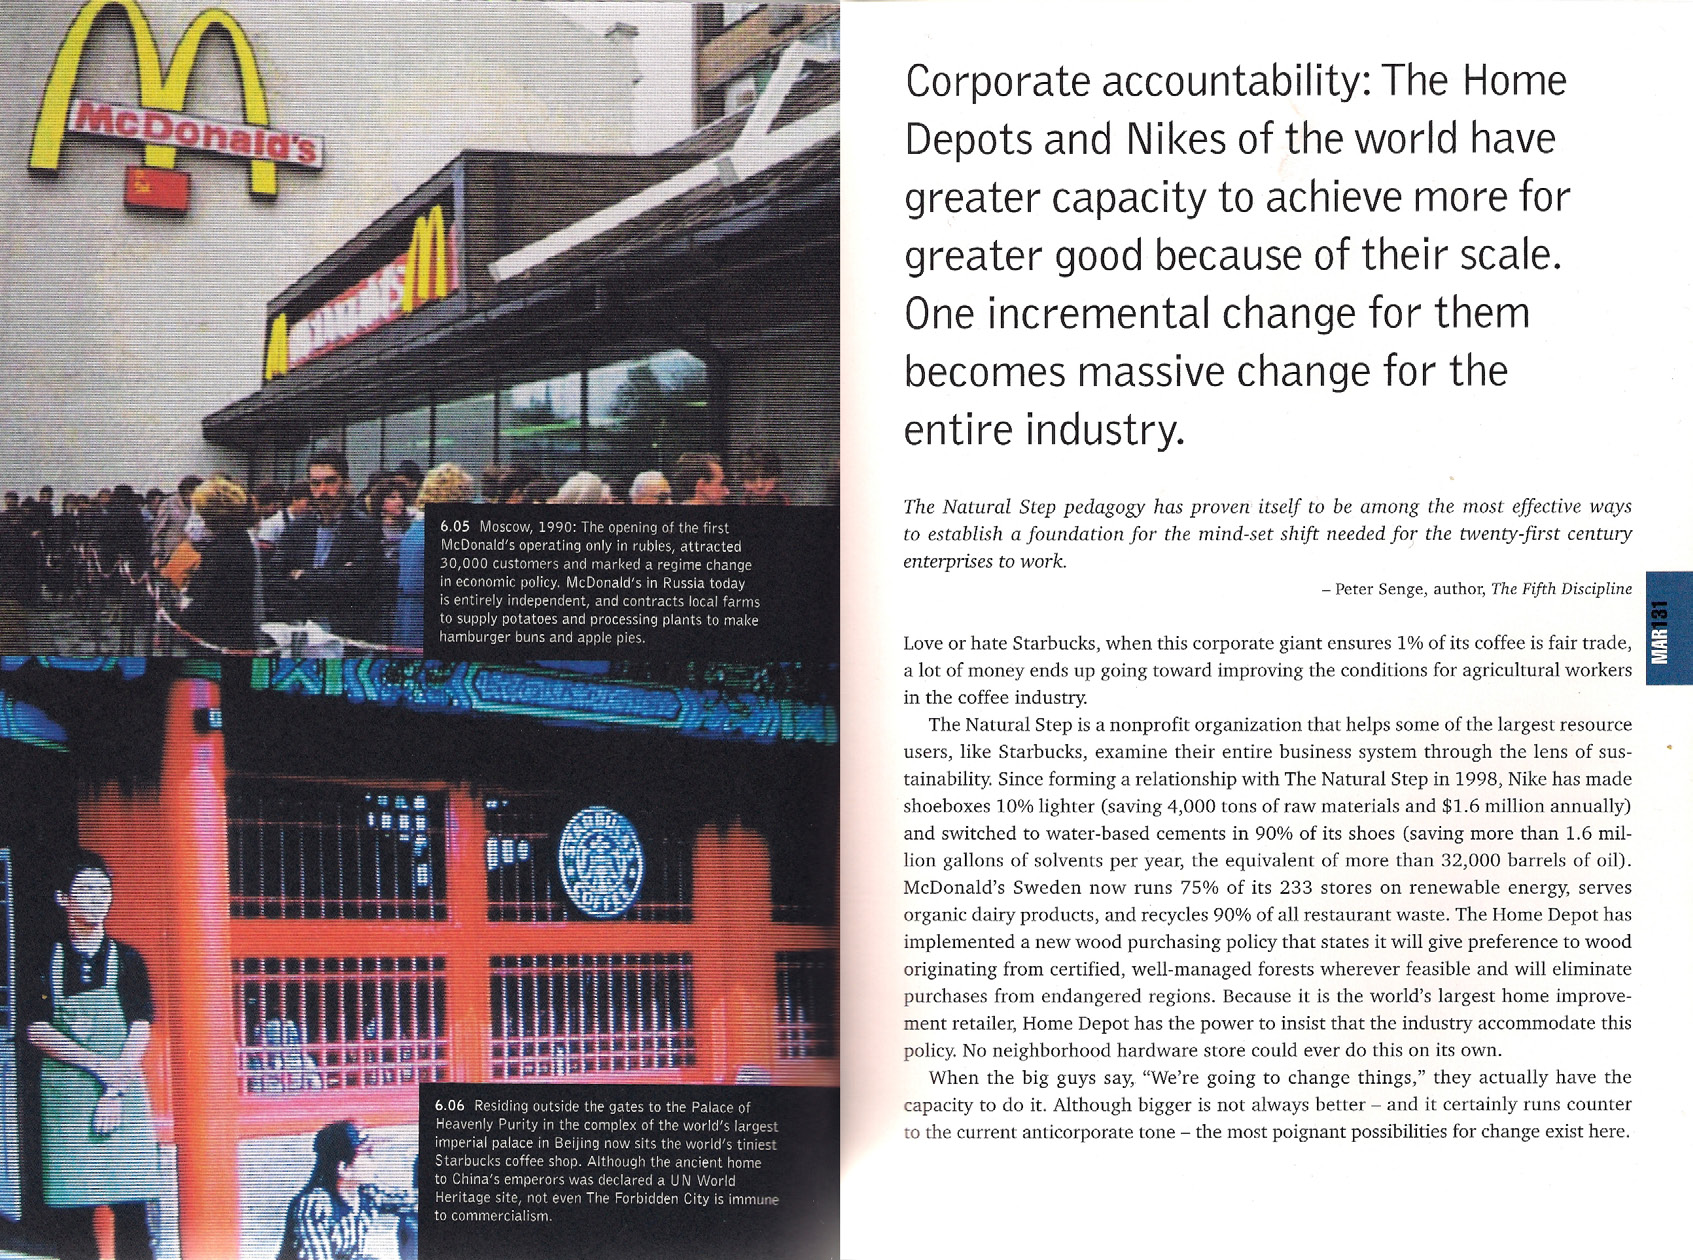 McDonald's
McDonald's
6.05 Moscow, 1990: The opening of the first
McDonald's operating only in rubles, attracted
30,000 customers and marked a regime change
in economic policy. McDonald's in Russia today
is entirely independent, and contracts local farms
to supply potatoes and processing plants to make
hamburger buns and apple pies.
STARBUCKS
COFFEE
6.06 Residing outside the gates to the Palace of
Heavenly Purity in the complex of the world's largest
imperial palace in Beijing now sits the world's tiniest
Starbucks coffee shop. Although the ancient home
to China's emperors was declared a UN World
Heritage site, not even The Forbidden City is immune
to commercialism.
Corporate accountability: The Home
Depots and Nikes of the world have
greater capacity to achieve more for
greater good because of their scale.
One incremental change for them
becomes massive change for the
entire industry.
The Natural Step pedagogy has proven itself to be among the most effective ways
to establish a foundation for the mind-set shift needed for the twenty-first century
enterprises to work.
– Peter Senge, author, The Fifth Discipline
MAR131
Love or hate Starbucks, when this corporate giant ensures 1% of its coffee is fair trade,
a lot of money ends up going toward improving the conditions for agricultural workers
in the coffee industry.
The Natural Step is a nonprofit organization that helps some of the largest resource
users, like Starbucks, examine their entire business system through the lens of sus-
tainability. Since forming a relationship with The Natural Step in 1998, Nike has made
shoeboxes 10% lighter (saving 4,000 tons of raw materials and $1.6 million annually)
and switched to water-based cements in 90% of its shoes (saving more than 1.6 mil-
lion gallons of solvents per year, the equivalent of more than 32,000 barrels of oil).
McDonald's Sweden now runs 75% of its 233 stores on renewable energy, serves
organic dairy products, and recycles 90% of all restaurant waste. The Home Depot has
implemented a new wood purchasing policy that states it will give preference to wood
originating from certified, well-managed forests wherever feasible and will eliminate
purchases from endangered regions. Because it is the world's largest home improve-
ment retailer, Home Depot has the power to insist that the industry accommodate this
policy. No neighborhood hardware store could ever do this on its own.
When the big guys say, “We're going to change things,” they actually have the
capacity to do it. Although bigger is not always better – and it certainly runs counter
to the current anticorporate tone – the most poignant possibilities for change exist here.